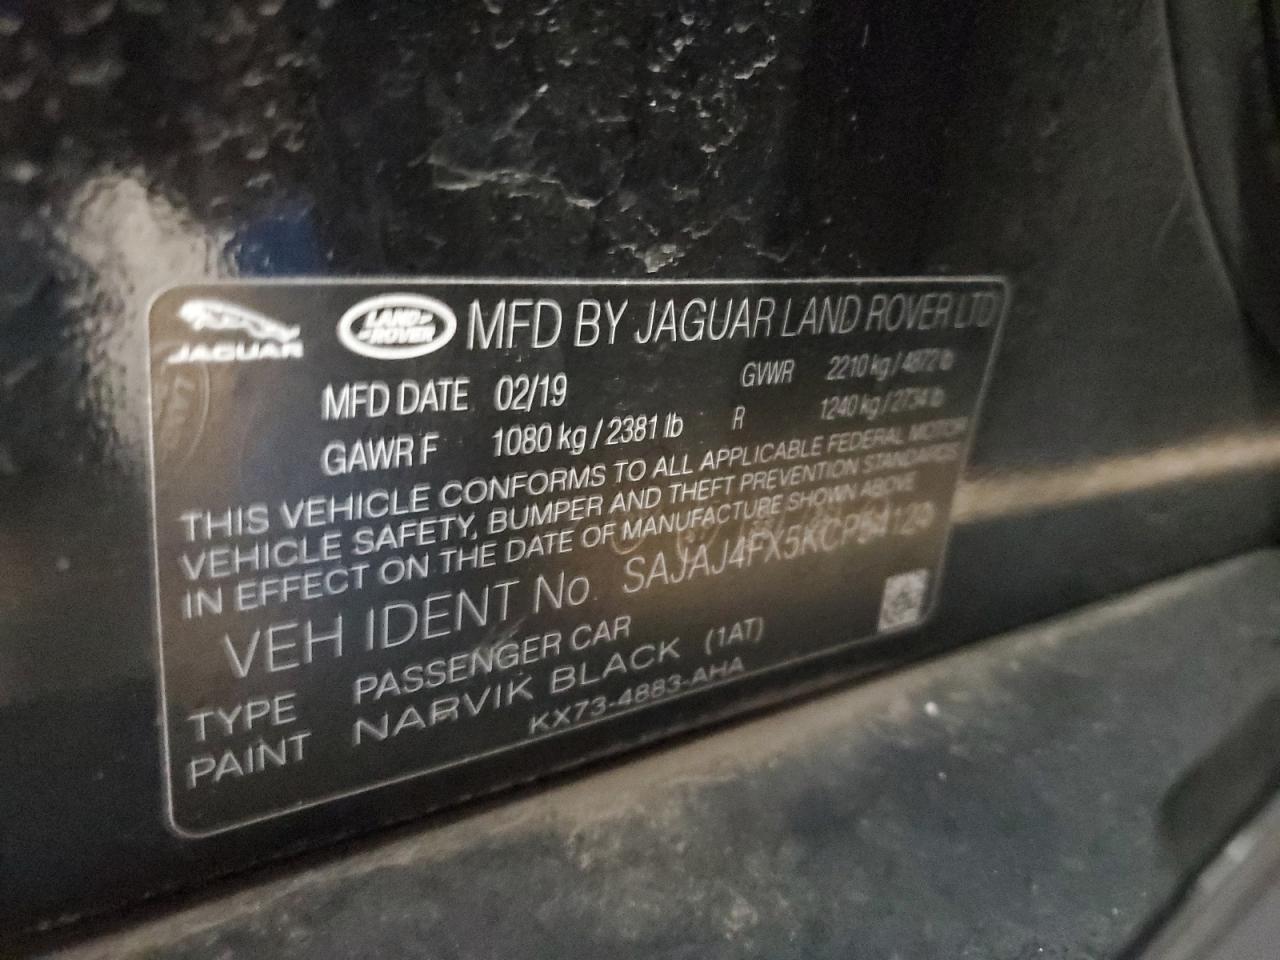 JAGUAR LAND ROVER MFD BY JAGUAR LAND ROVER LTD
MFD DATE 02/19 GVWR 2210 kg / 4872 lb
GAWR F 1080 kg / 2381 lb R 1240 kg / 2734 lb
THIS VEHICLE CONFORMS TO ALL APPLICABLE FEDERAL MOTOR
VEHICLE SAFETY, BUMPER AND THEFT PREVENTION STANDARDS
IN EFFECT ON THE DATE OF MANUFACTURE SHOWN ABOVE
VEH IDENT No.
TYPE PASSENGER CAR
PAINT NARVIK BLACK (1AT)
KX73-4883-AHA